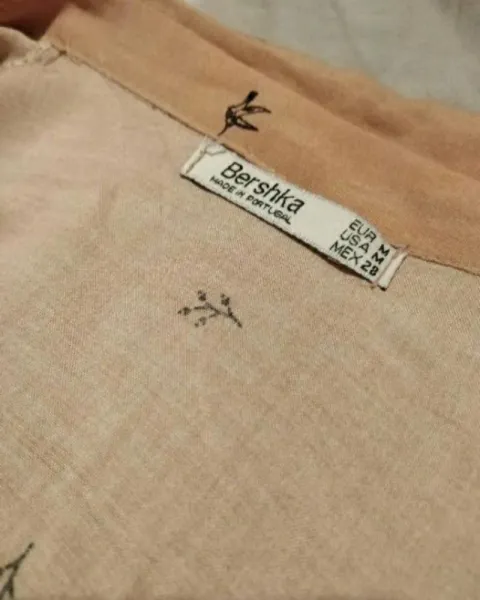 Bershka
MADE IN PORTUGAL
EUR M
USA M
MEX 28